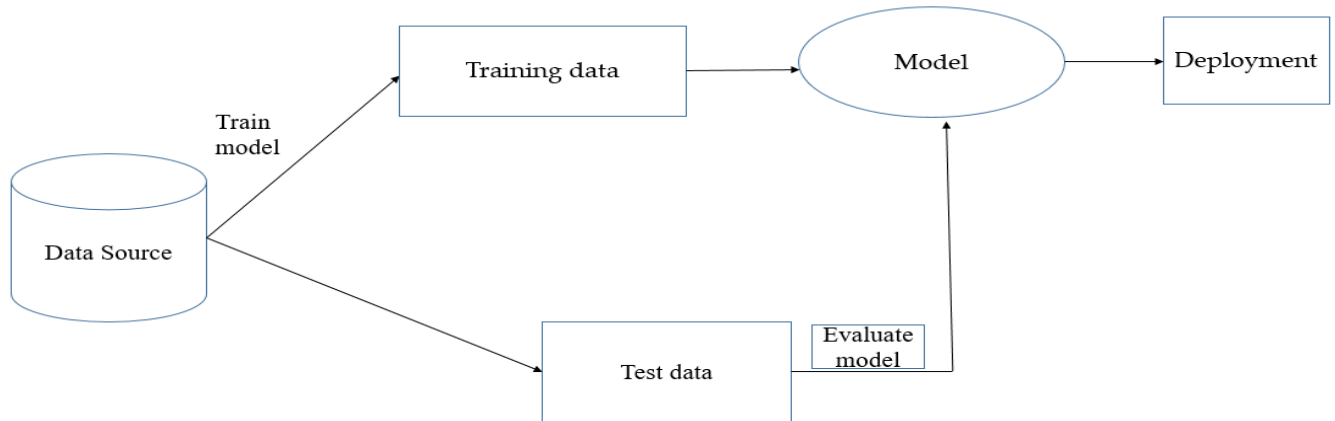 Training data
Model
Deployment
Train
model
Data Source
Evaluate
model
Test data